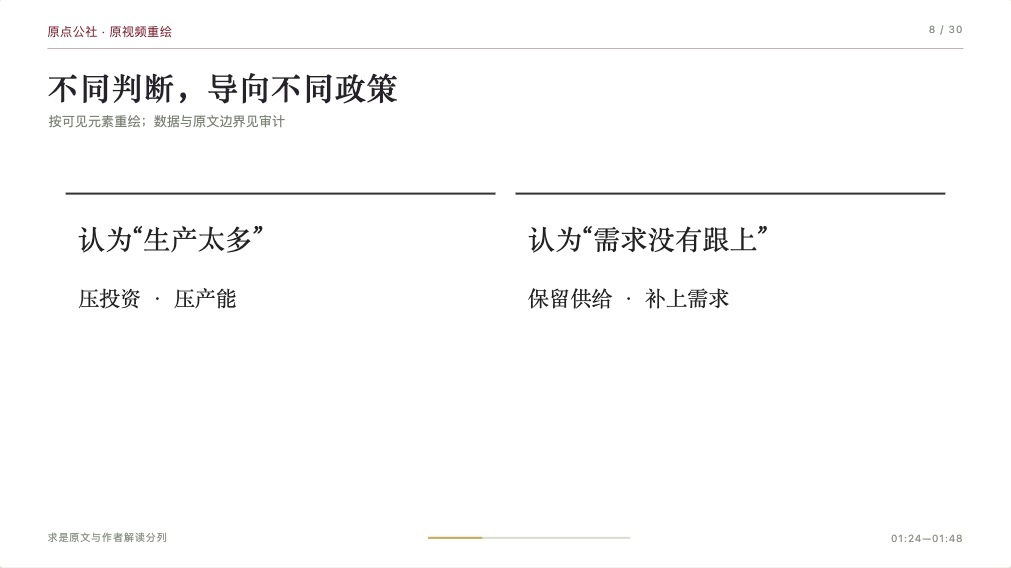 原点公社 · 原视频重绘
8 / 30
不同判断，导向不同政策
按可见元素重绘；数据与原文边界见审计
认为“生产太多”
压投资 · 压产能
认为“需求没有跟上”
保留供给 · 补上需求
求是原文与作者解读分列
01:24—01:48